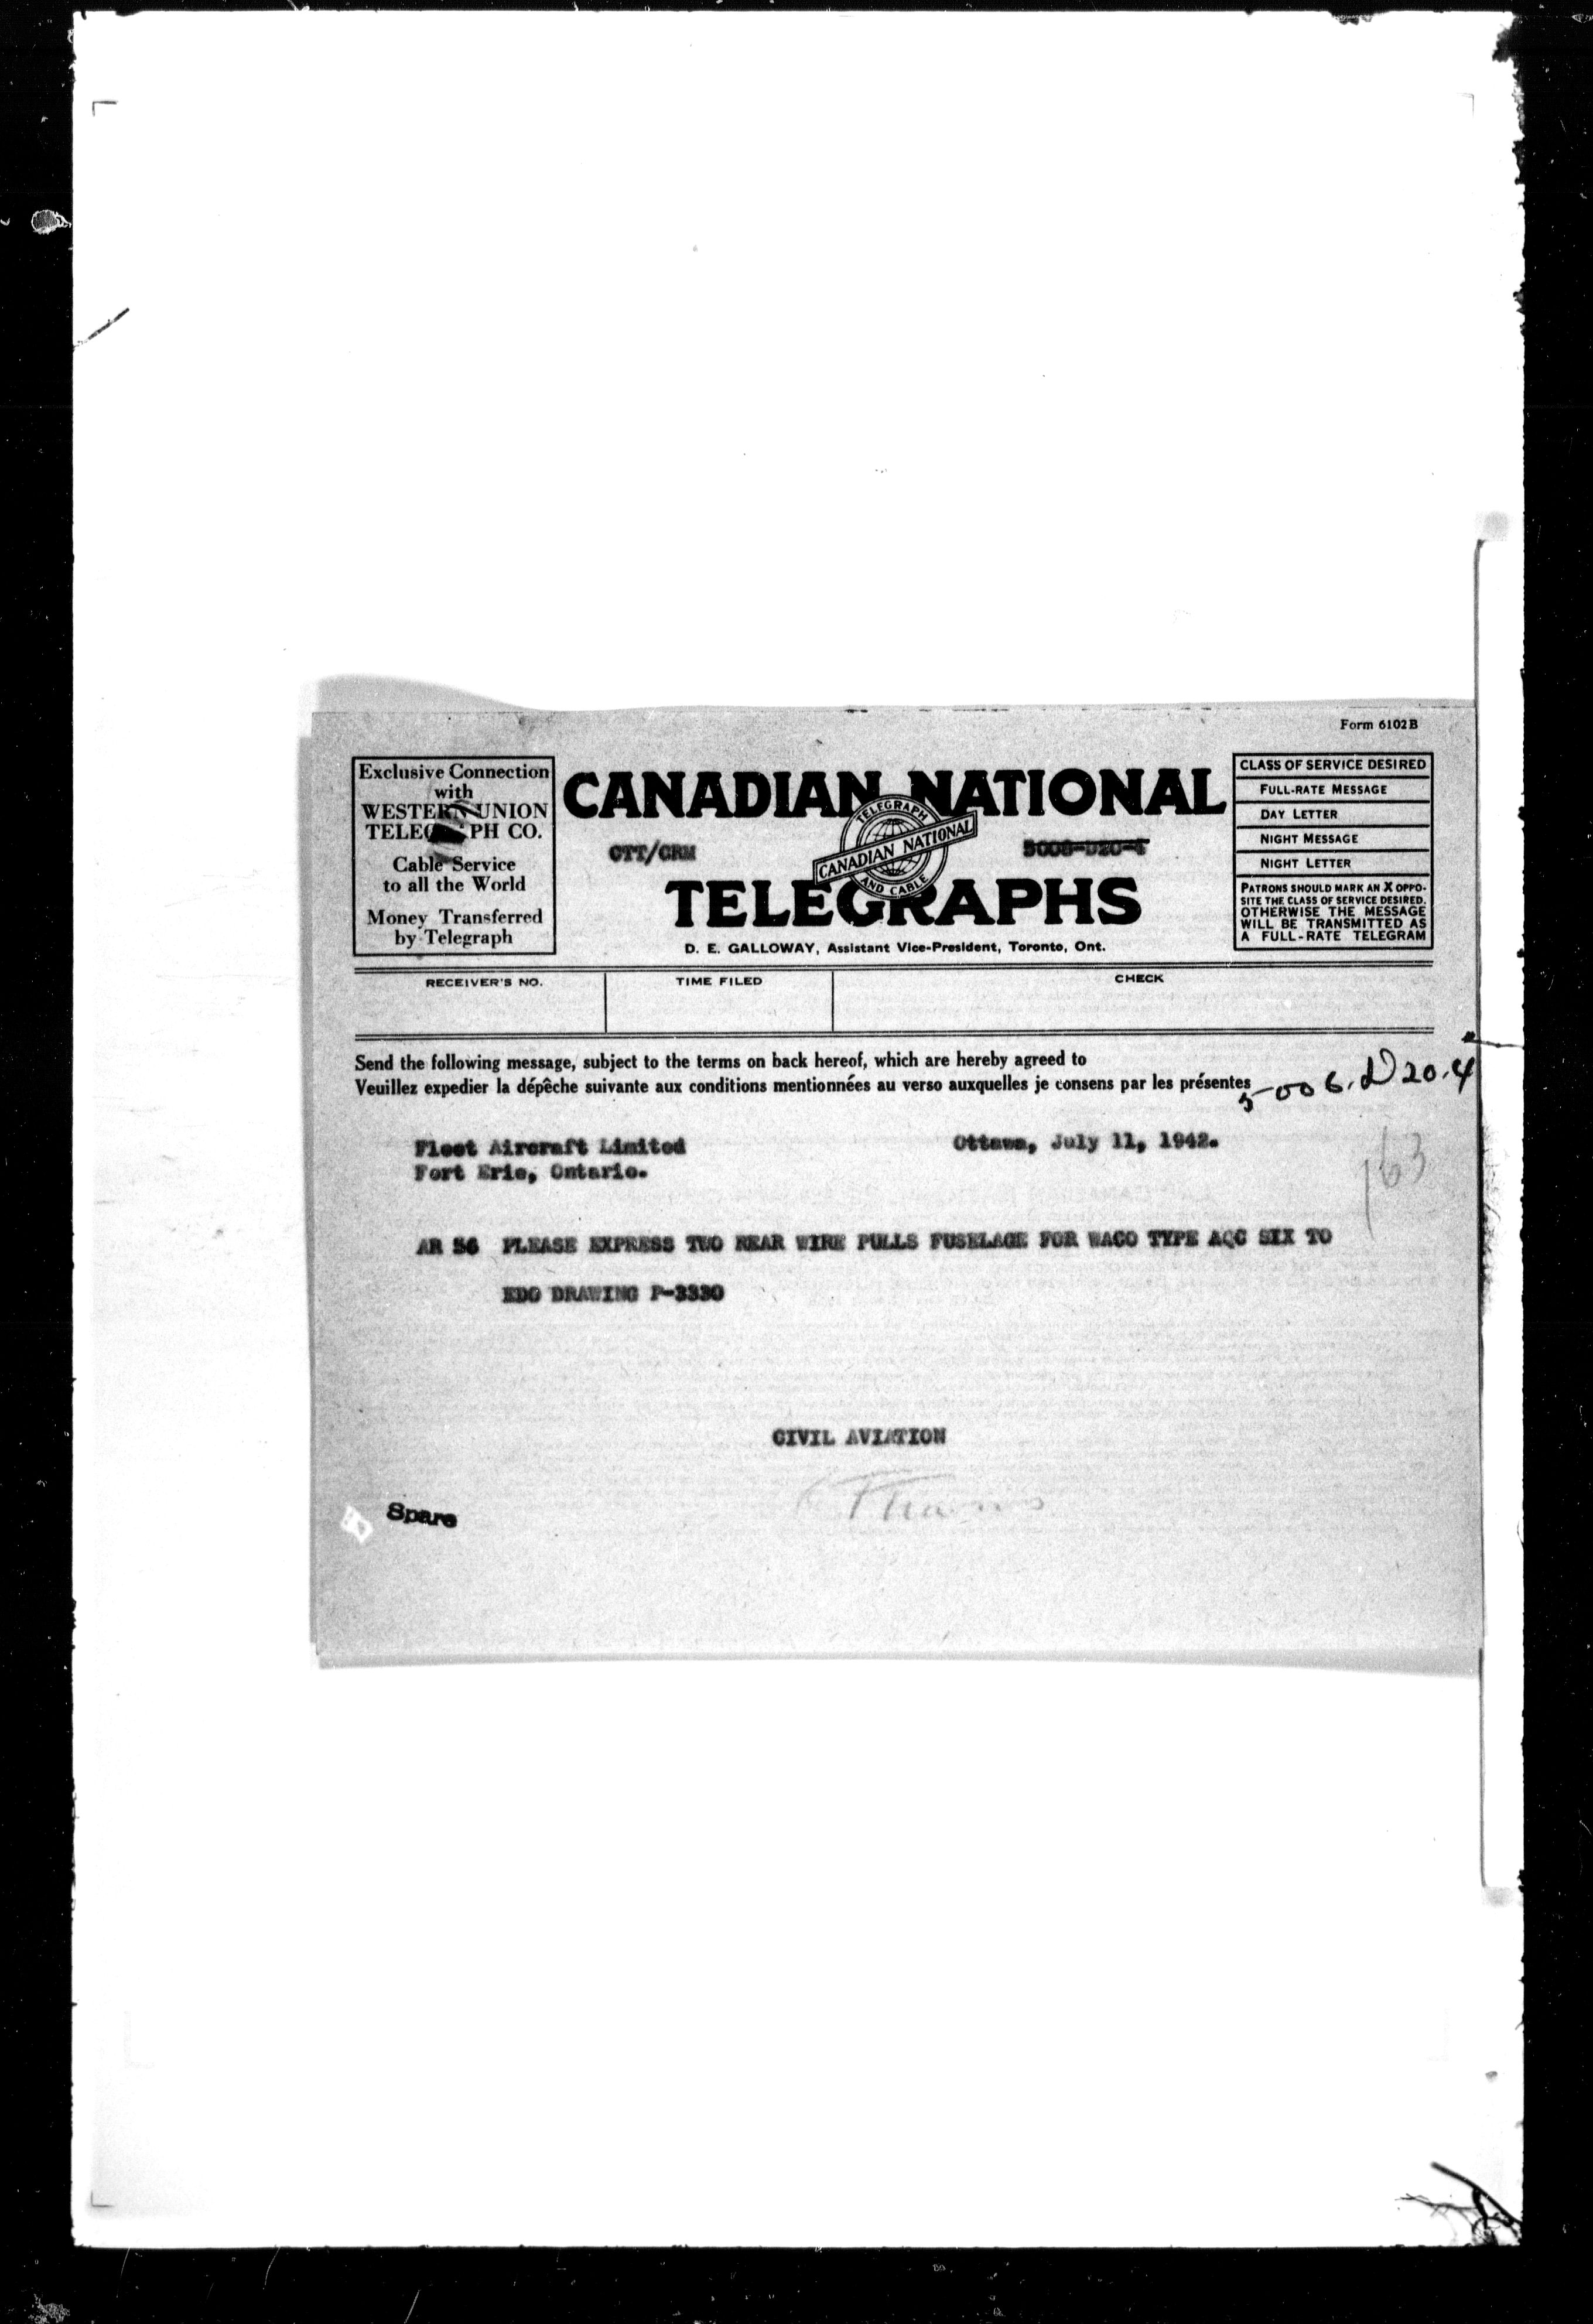 Form 6102B
Exclusive Connection
with
WESTERN UNION
TELEGRAPH CO.
Cable Service
to all the World
Money Transferred
by Telegraph
CANADIAN NATIONAL
TELEGRAPH
CANADIAN NATIONAL
AND CABLE
OTT/CRM
5006-D20-4
TELEGRAPHS
D. E. GALLOWAY, Assistant Vice-President, Toronto, Ont.
CLASS OF SERVICE DESIRED
FULL-RATE MESSAGE
DAY LETTER
NIGHT MESSAGE
NIGHT LETTER
PATRONS SHOULD MARK AN X OPPO-
SITE THE CLASS OF SERVICE DESIRED.
OTHERWISE THE MESSAGE
WILL BE TRANSMITTED AS
A FULL-RATE TELEGRAM
RECEIVER'S NO.
TIME FILED
CHECK
Send the following message, subject to the terms on back hereof, which are hereby agreed to
Veuillez expedier la dépêche suivante aux conditions mentionnées au verso auxquelles je consens par les présentes
5006.D20.4
Fleet Aircraft Limited
Fort Erie, Ontario.
Ottawa, July 11, 1942.
163
AR 56 PLEASE EXPRESS TWO REAR WIRE PULLS FUSELAGE FOR WACO TYPE AQC SIX TO
EDO DRAWING P-3330
CIVIL AVIATION
Spare